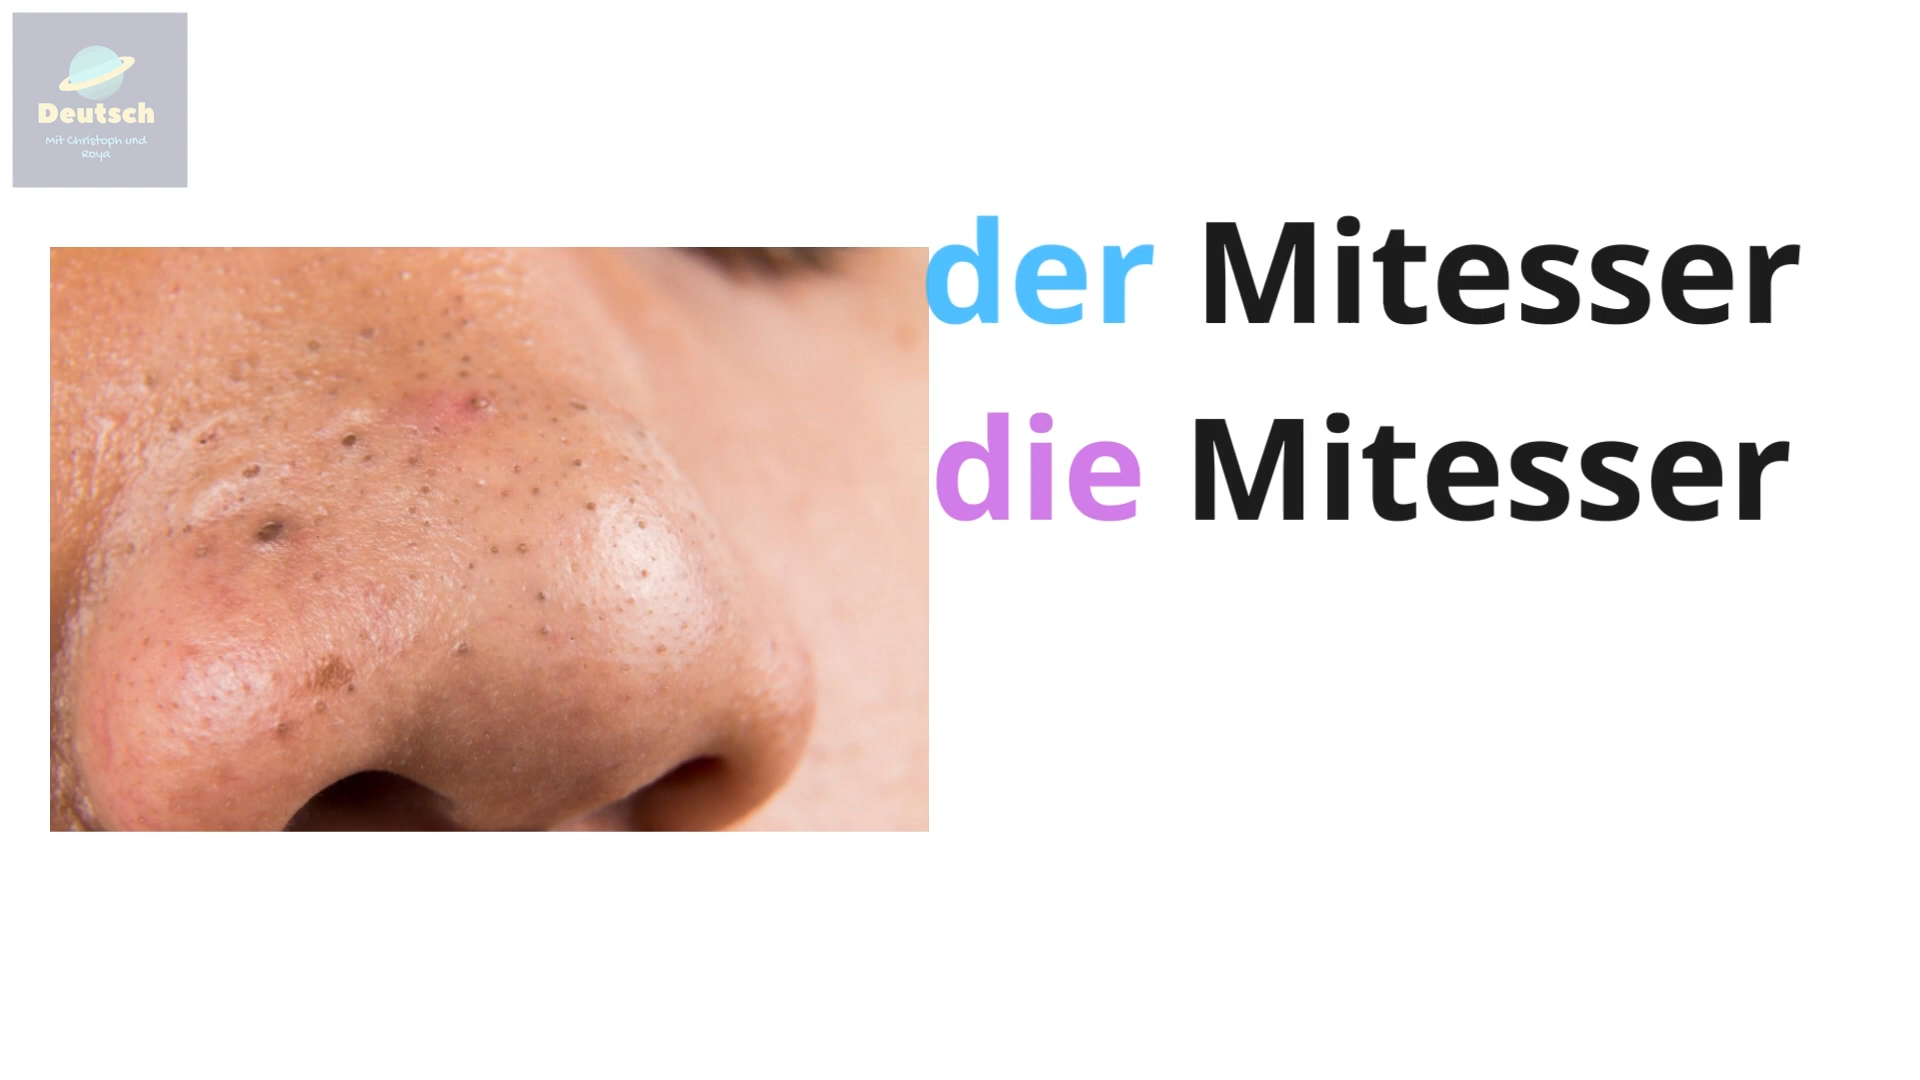 Deutsch
Mit Christoph und
Roya
der Mitesser
die Mitesser